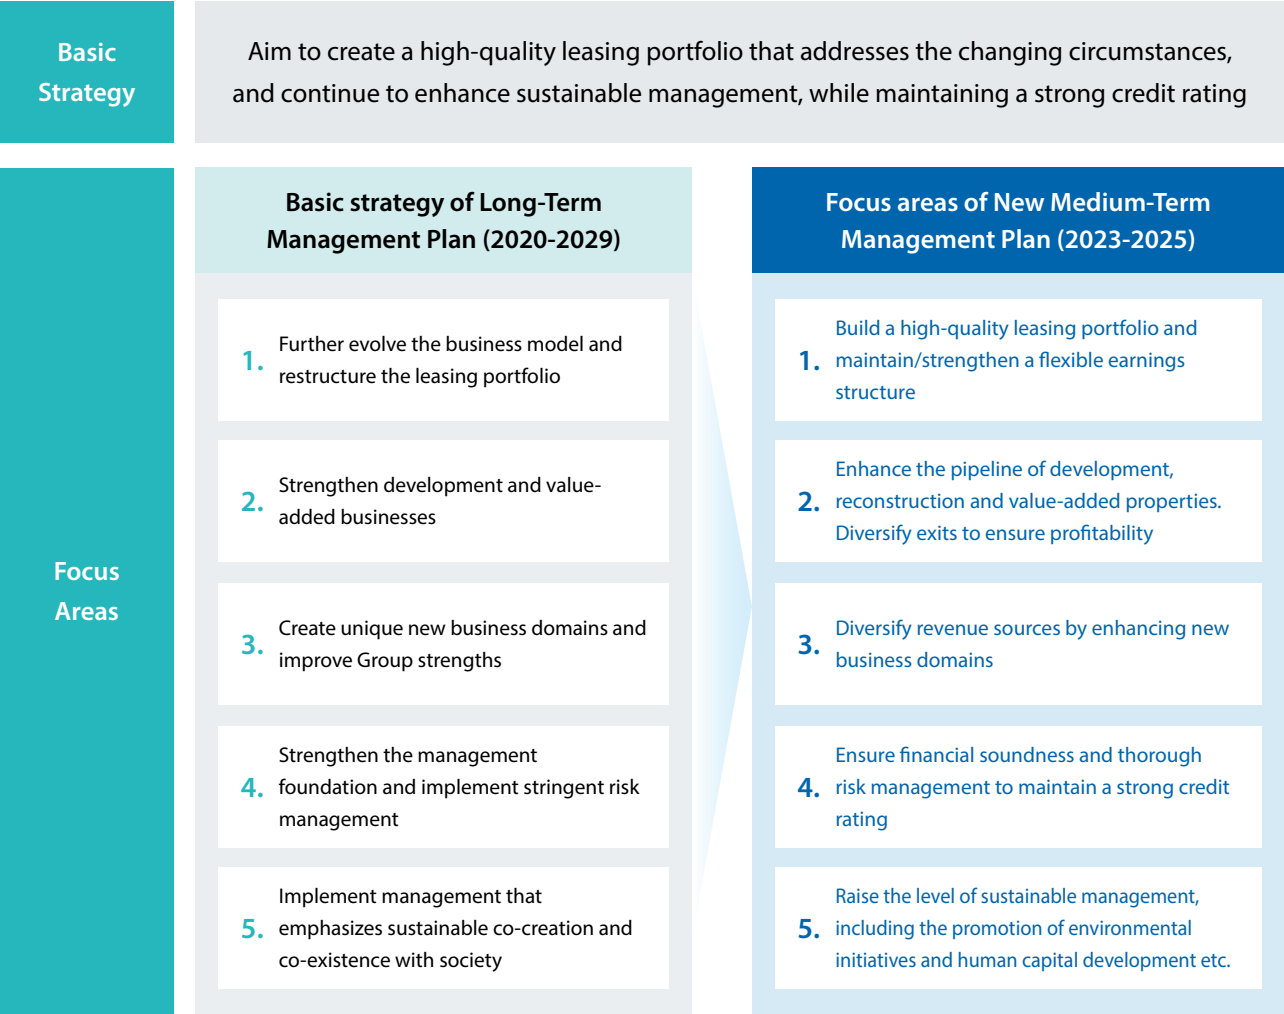 Basic
Strategy
Aim to create a high-quality leasing portfolio that addresses the changing circumstances,
and continue to enhance sustainable management, while maintaining a strong credit rating
Focus
Areas
Basic strategy of Long-Term
Management Plan (2020-2029)
1. Further evolve the business model and
restructure the leasing portfolio
2. Strengthen development and value-
added businesses
3. Create unique new business domains and
improve Group strengths
4. Strengthen the management
foundation and implement stringent risk
management
5. Implement management that
emphasizes sustainable co-creation and
co-existence with society
Focus areas of New Medium-Term
Management Plan (2023-2025)
1. Build a high-quality leasing portfolio and
maintain/strengthen a flexible earnings
structure
2. Enhance the pipeline of development,
reconstruction and value-added properties.
Diversify exits to ensure profitability
3. Diversify revenue sources by enhancing new
business domains
4. Ensure financial soundness and thorough
risk management to maintain a strong credit
rating
5. Raise the level of sustainable management,
including the promotion of environmental
initiatives and human capital development etc.